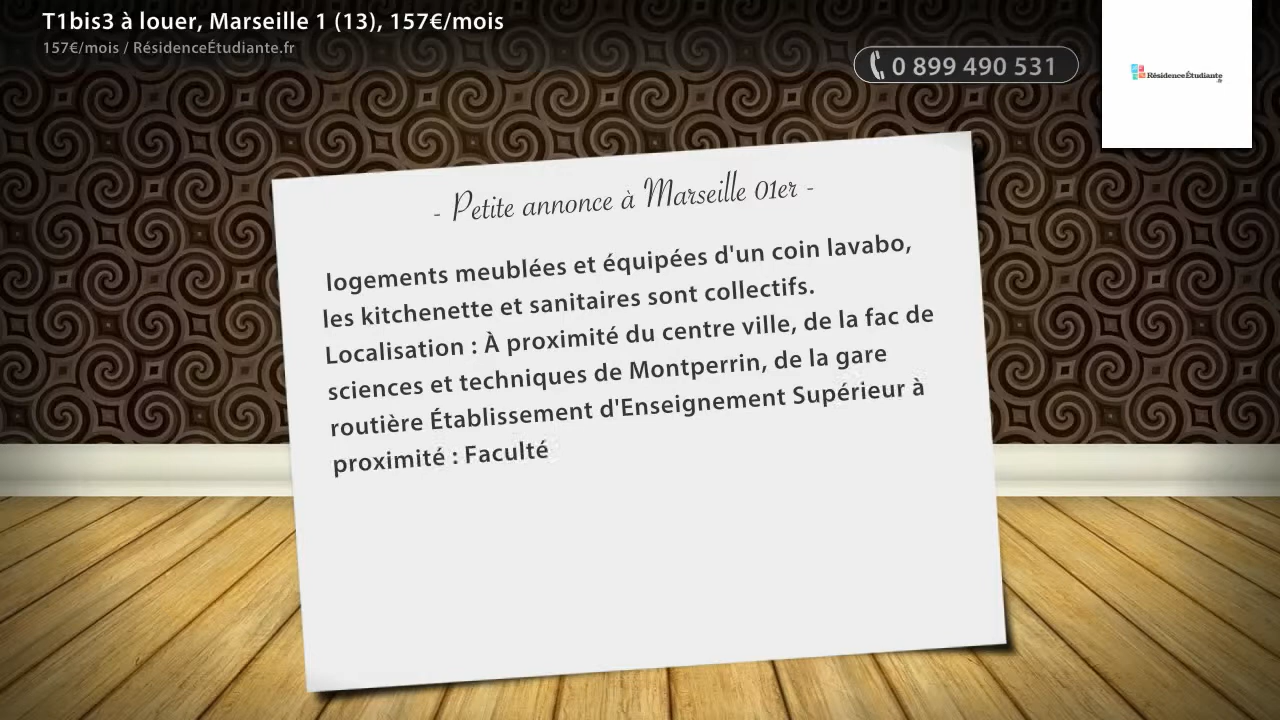 T1bis3 à louer, Marseille 1 (13), 157€/mois
157€/mois / RésidenceÉtudiante.fr
0 899 490 531
RésidenceÉtudiante
.fr
- Petite annonce à Marseille 01er -
logements meublées et équipées d'un coin lavabo,
les kitchenette et sanitaires sont collectifs.
Localisation : À proximité du centre ville, de la fac de
sciences et techniques de Montperrin, de la gare
routière Établissement d'Enseignement Supérieur à
proximité : Faculté